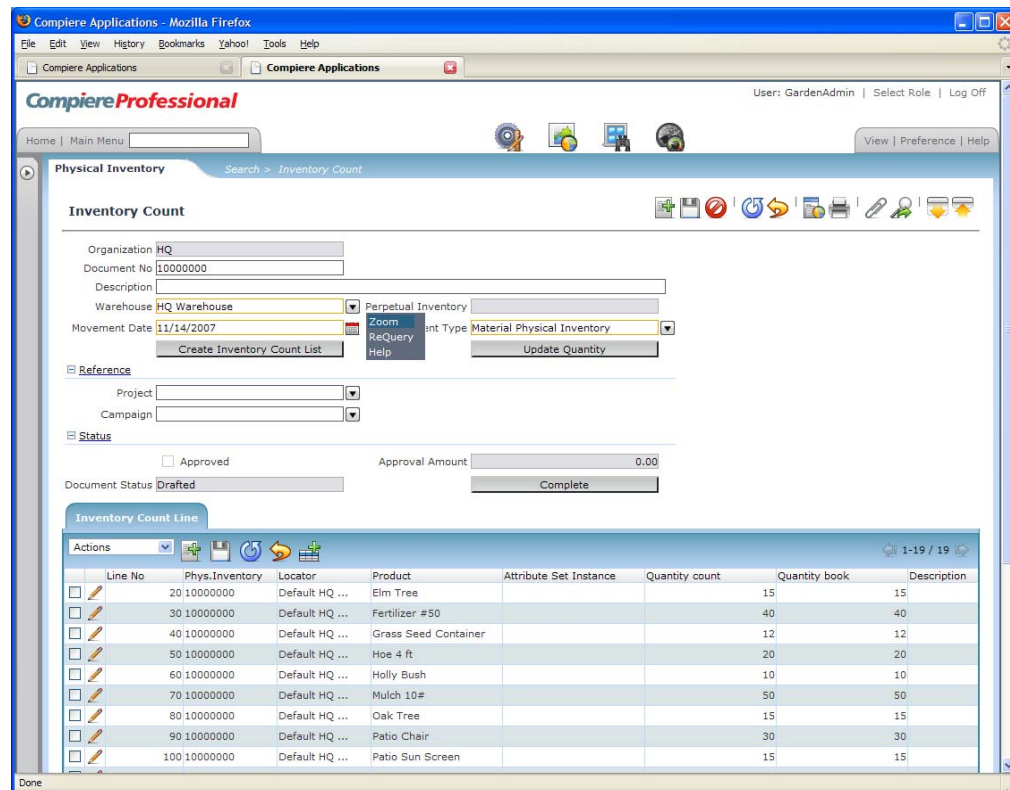 Compiere Applications - Mozilla Firefox
File Edit View History Bookmarks Yahoo! Tools Help
Compiere Applications Compiere Applications
Compiere Professional
User: GardenAdmin | Select Role | Log Off
Home | Main Menu
View | Preference | Help
Physical Inventory Search > Inventory Count
Inventory Count
Organization HQ
Document No 10000000
Description
Warehouse HQ Warehouse Perpetual Inventory
Movement Date 11/14/2007 Zoom ent Type Material Physical Inventory
ReQuery
Create Inventory Count List Help Update Quantity
Reference
Project
Campaign
Status
Approved Approval Amount 0.00
Document Status Drafted Complete
Inventory Count Line
Actions 1-19 / 19
Line No Phys.Inventory Locator Product Attribute Set Instance Quantity count Quantity book Description
20 10000000 Default HQ ... Elm Tree 15 15
30 10000000 Default HQ ... Fertilizer #50 40 40
40 10000000 Default HQ ... Grass Seed Container 12 12
50 10000000 Default HQ ... Hoe 4 ft 20 20
60 10000000 Default HQ ... Holly Bush 10 10
70 10000000 Default HQ ... Mulch 10# 50 50
80 10000000 Default HQ ... Oak Tree 15 15
90 10000000 Default HQ ... Patio Chair 30 30
100 10000000 Default HQ ... Patio Sun Screen 15 15
Done